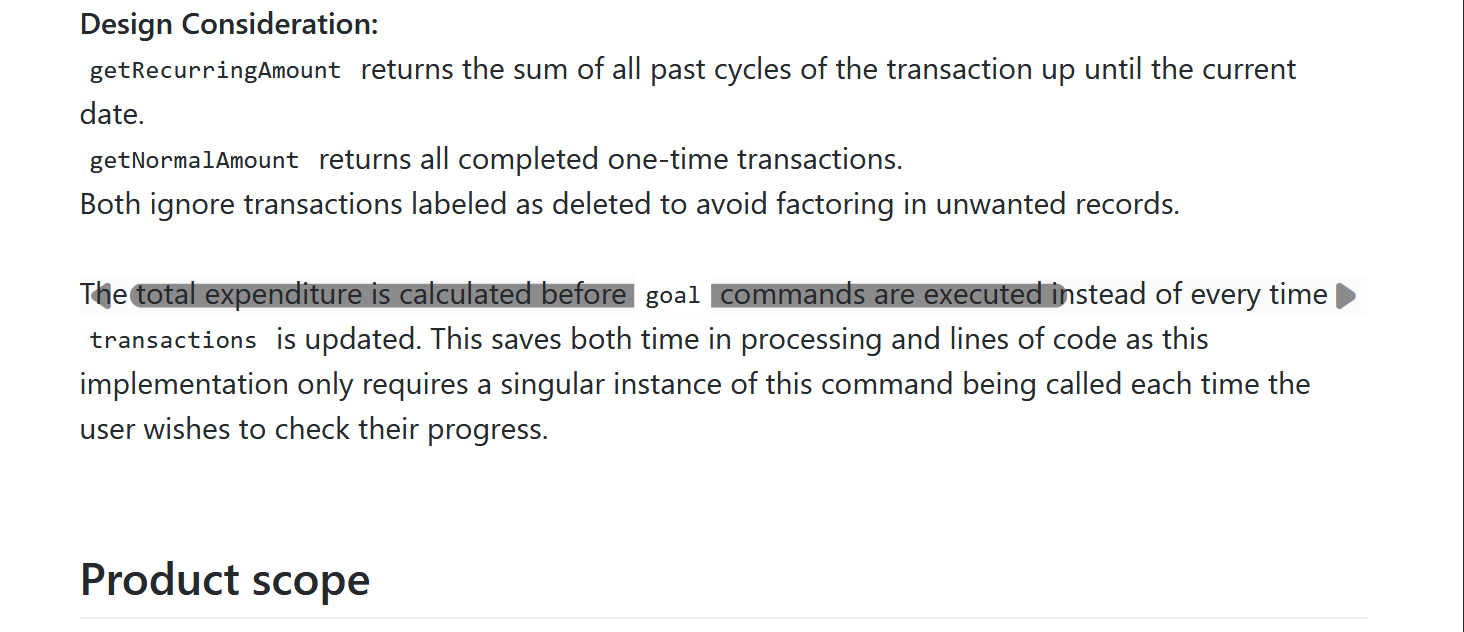 Design Consideration:
getRecurringAmount returns the sum of all past cycles of the transaction up until the current
date.
getNormalAmount returns all completed one-time transactions.
Both ignore transactions labeled as deleted to avoid factoring in unwanted records.
The total expenditure is calculated before goal commands are executed instead of every time
transactions is updated. This saves both time in processing and lines of code as this
implementation only requires a singular instance of this command being called each time the
user wishes to check their progress.
Product scope